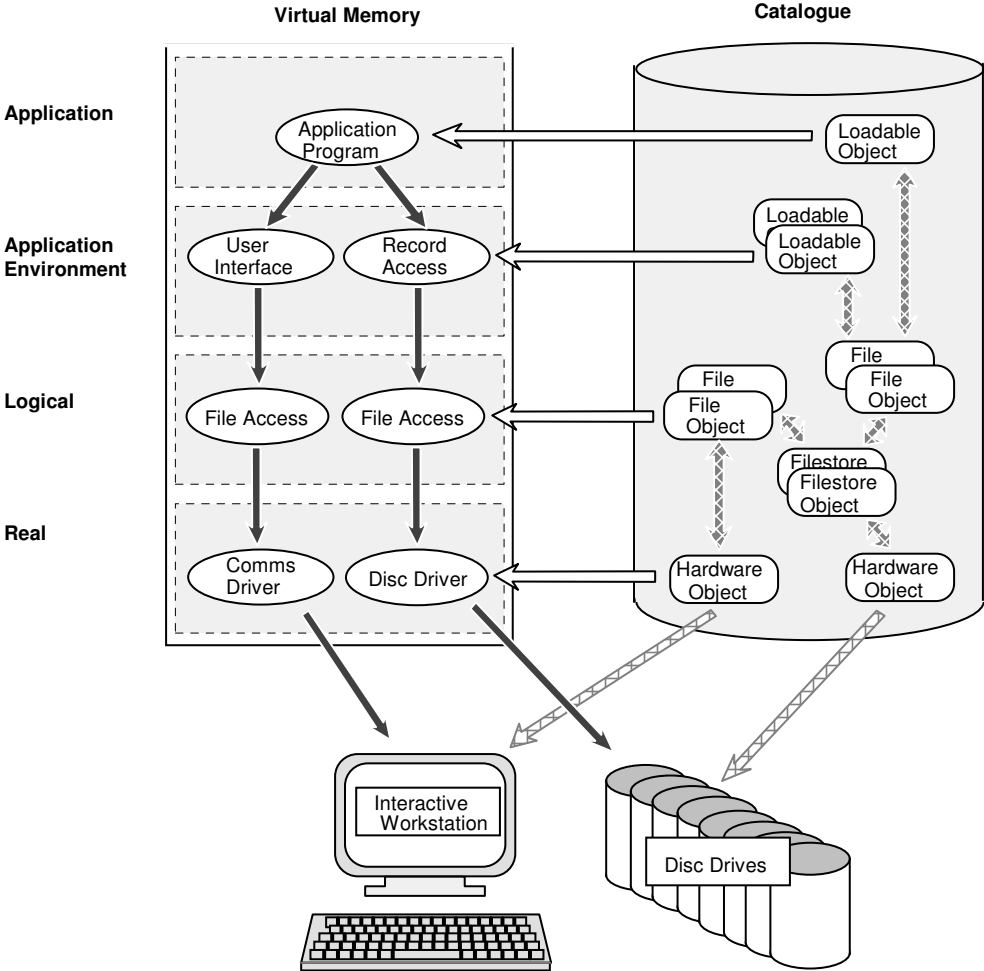 Virtual Memory
Catalogue
Application
Application
Program
Loadable
Object
Application
Environment
User
Interface
Record
Access
Loadable
Loadable
Object
Logical
File Access
File Access
File
File
Object
File
File
Object
Filestore
Filestore
Object
Real
Comms
Driver
Disc Driver
Hardware
Object
Hardware
Object
Interactive
Workstation
Disc Drives